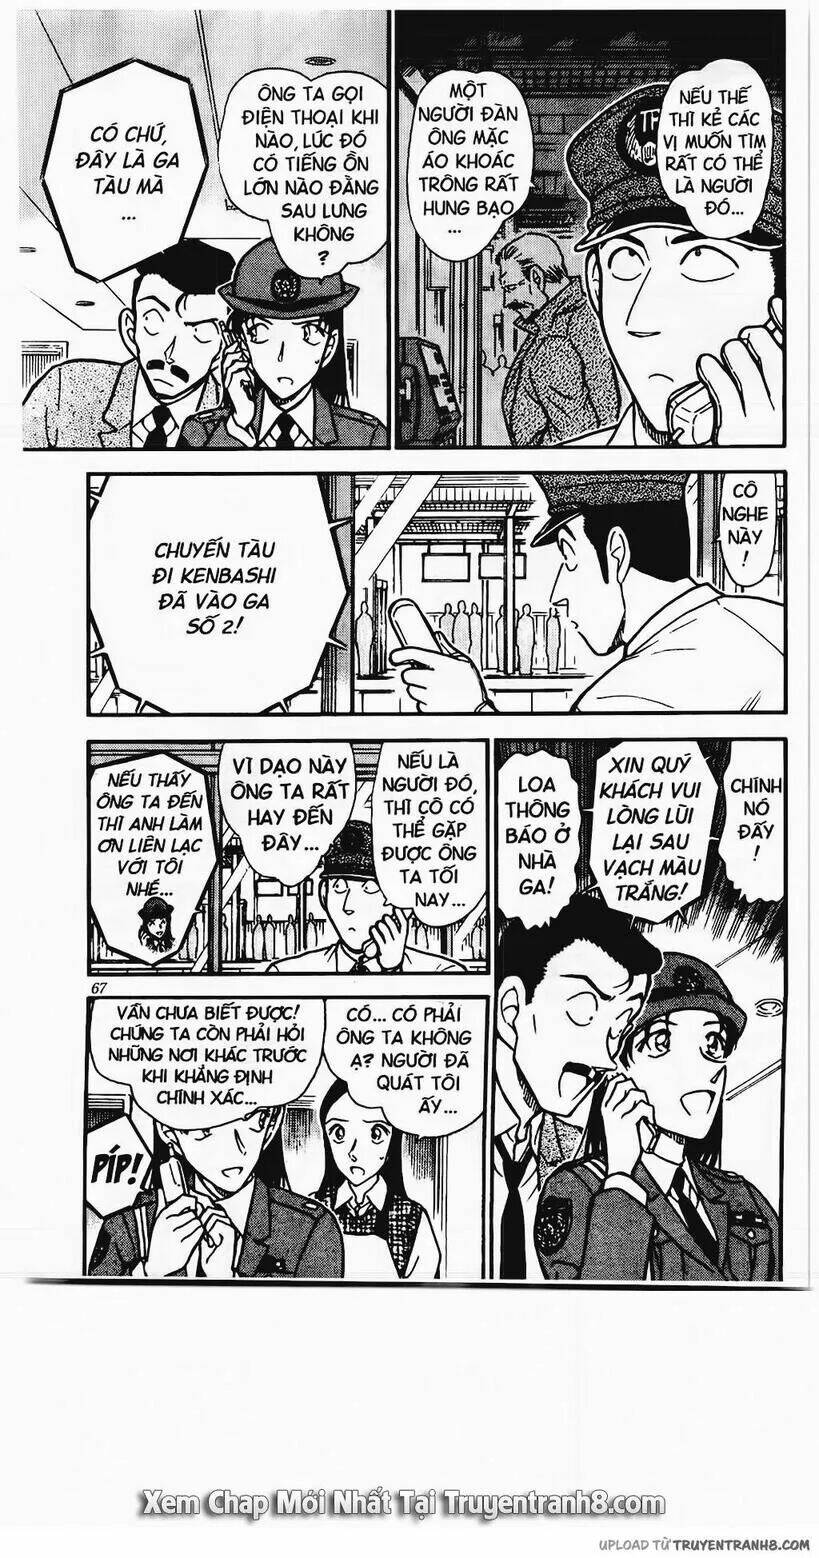 NẾU THẾ
THÌ KẺ CÁC
VỊ MUỐN TÌM
RẤT CÓ THỂ
LÀ NGƯỜI
ĐÓ...
MỘT
NGƯỜI ĐÀN
ÔNG MẶC
ÁO KHOÁC
TRÔNG RẤT
HUNG BẠO
...
ÔNG TA GỌI
ĐIỆN THOẠI KHI
NÀO, LÚC ĐÓ
CÓ TIẾNG ỒN
LỚN NÀO ĐẰNG
SAU LƯNG
KHÔNG
?
CÓ CHỨ,
ĐÂY LÀ GA
TÀU MÀ
...
CÔ
NGHE
NÀY
!
CHUYẾN TÀU
ĐI KENBASHI
ĐÃ VÀO GA
SỐ 2!
CHÍNH
NÓ ĐẤY
!
XIN QUÝ
KHÁCH VUI
LÒNG LÙI
LẠI SAU
VẠCH MÀU
TRẮNG!
LOA
THÔNG
BÁO Ở
NHÀ
GA!
NẾU LÀ
NGƯỜI ĐÓ,
THÌ CÔ CÓ
THỂ GẶP
ĐƯỢC ÔNG
TA TỐI
NAY...
VÌ DẠO NÀY
ÔNG TA RẤT
HAY ĐẾN
ĐÂY...
NẾU THẤY
ÔNG TA ĐẾN
THÌ ANH LÀM
ƠN LIÊN LẠC
VỚI TÔI
NHÉ...
67
CÓ... CÓ PHẢI
ÔNG TA KHÔNG
Ạ? NGƯỜI ĐÃ
QUÁT TÔI
ẤY...
VẪN CHƯA BIẾT ĐƯỢC!
CHÚNG TA CÒN PHẢI HỎI
NHỮNG NƠI KHÁC TRƯỚC
KHI KHẲNG ĐỊNH
CHÍNH XÁC...
PÍP!
Xem Chap Mới Nhất Tại Truyentranh8.com
UPLOAD TỪ TRUYENTRANH8.COM